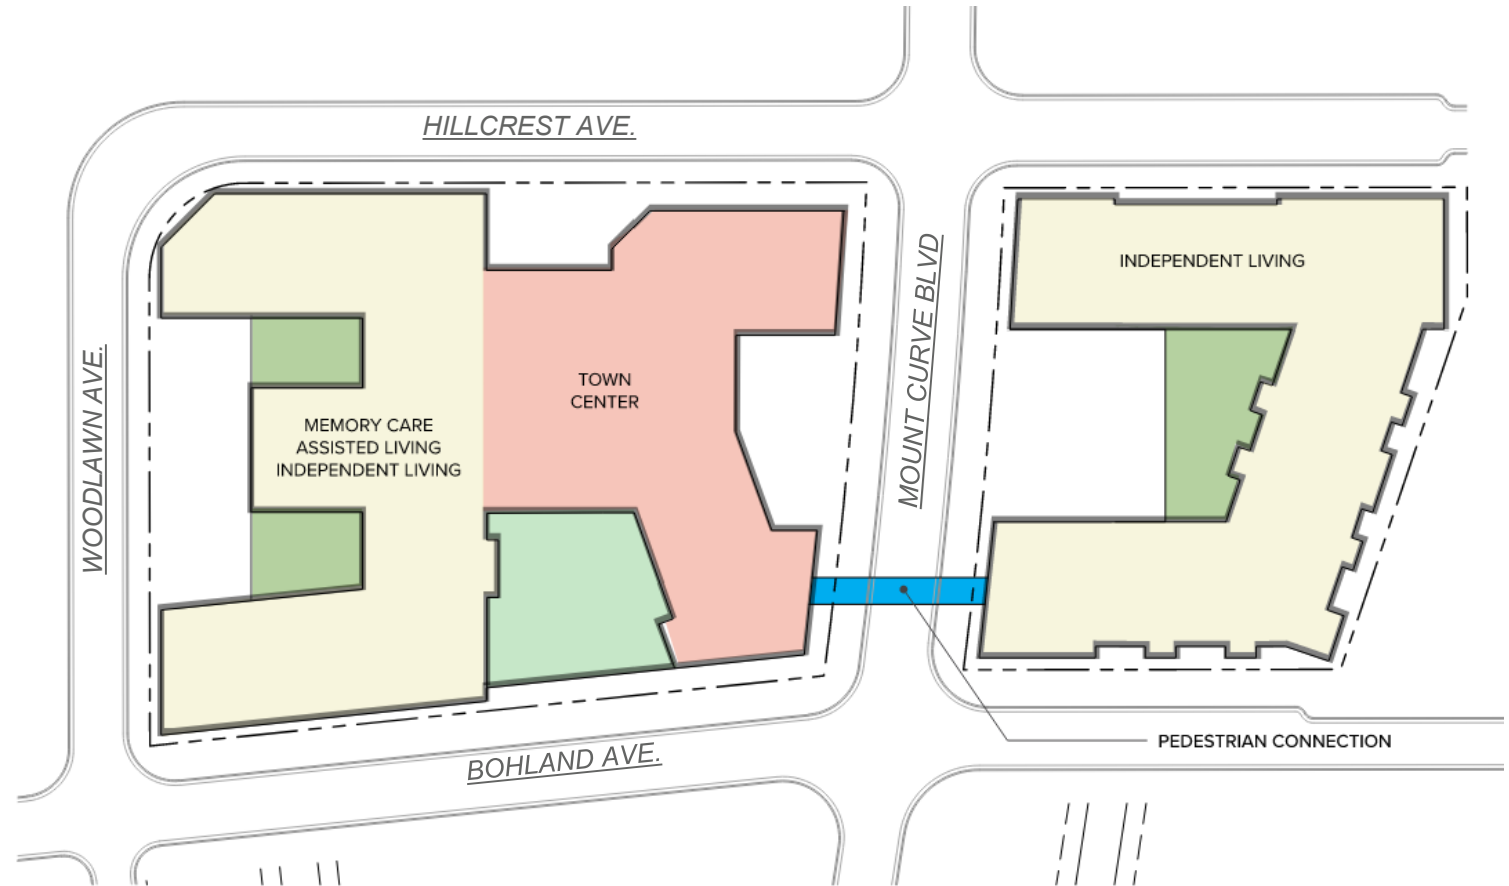 HILLCREST AVE.
WOODLAWN AVE.
MEMORY CARE
ASSISTED LIVING
INDEPENDENT LIVING
TOWN
CENTER
MOUNT CURVE BLVD
INDEPENDENT LIVING
PEDESTRIAN CONNECTION
BOHLAND AVE.